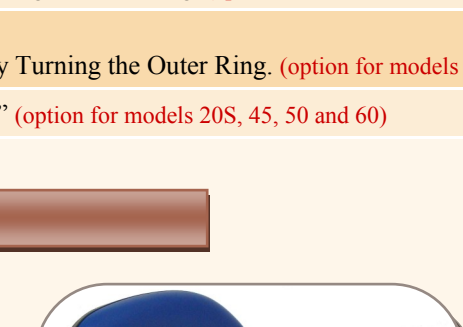 y Turning the Outer Ring. (option for models
” (option for models 20S, 45, 50 and 60)